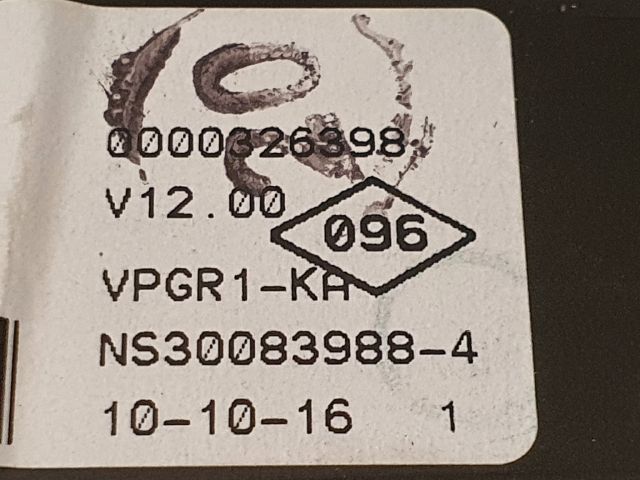 0000326398
V12.00
096
VPGR1-KA
NS30083988-4
10-10-16 1